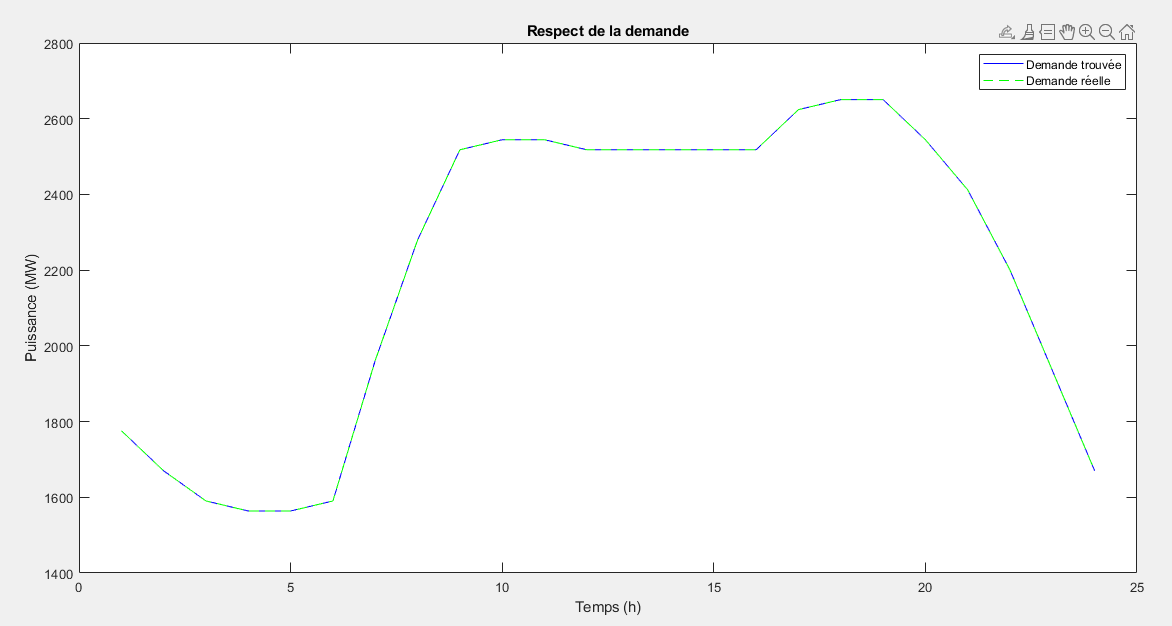 Respect de la demande
Demande trouvée
Demande réelle
Puissance (MW)
2800
2600
2400
2200
2000
1800
1600
1400
0
5
10
15
20
25
Temps (h)